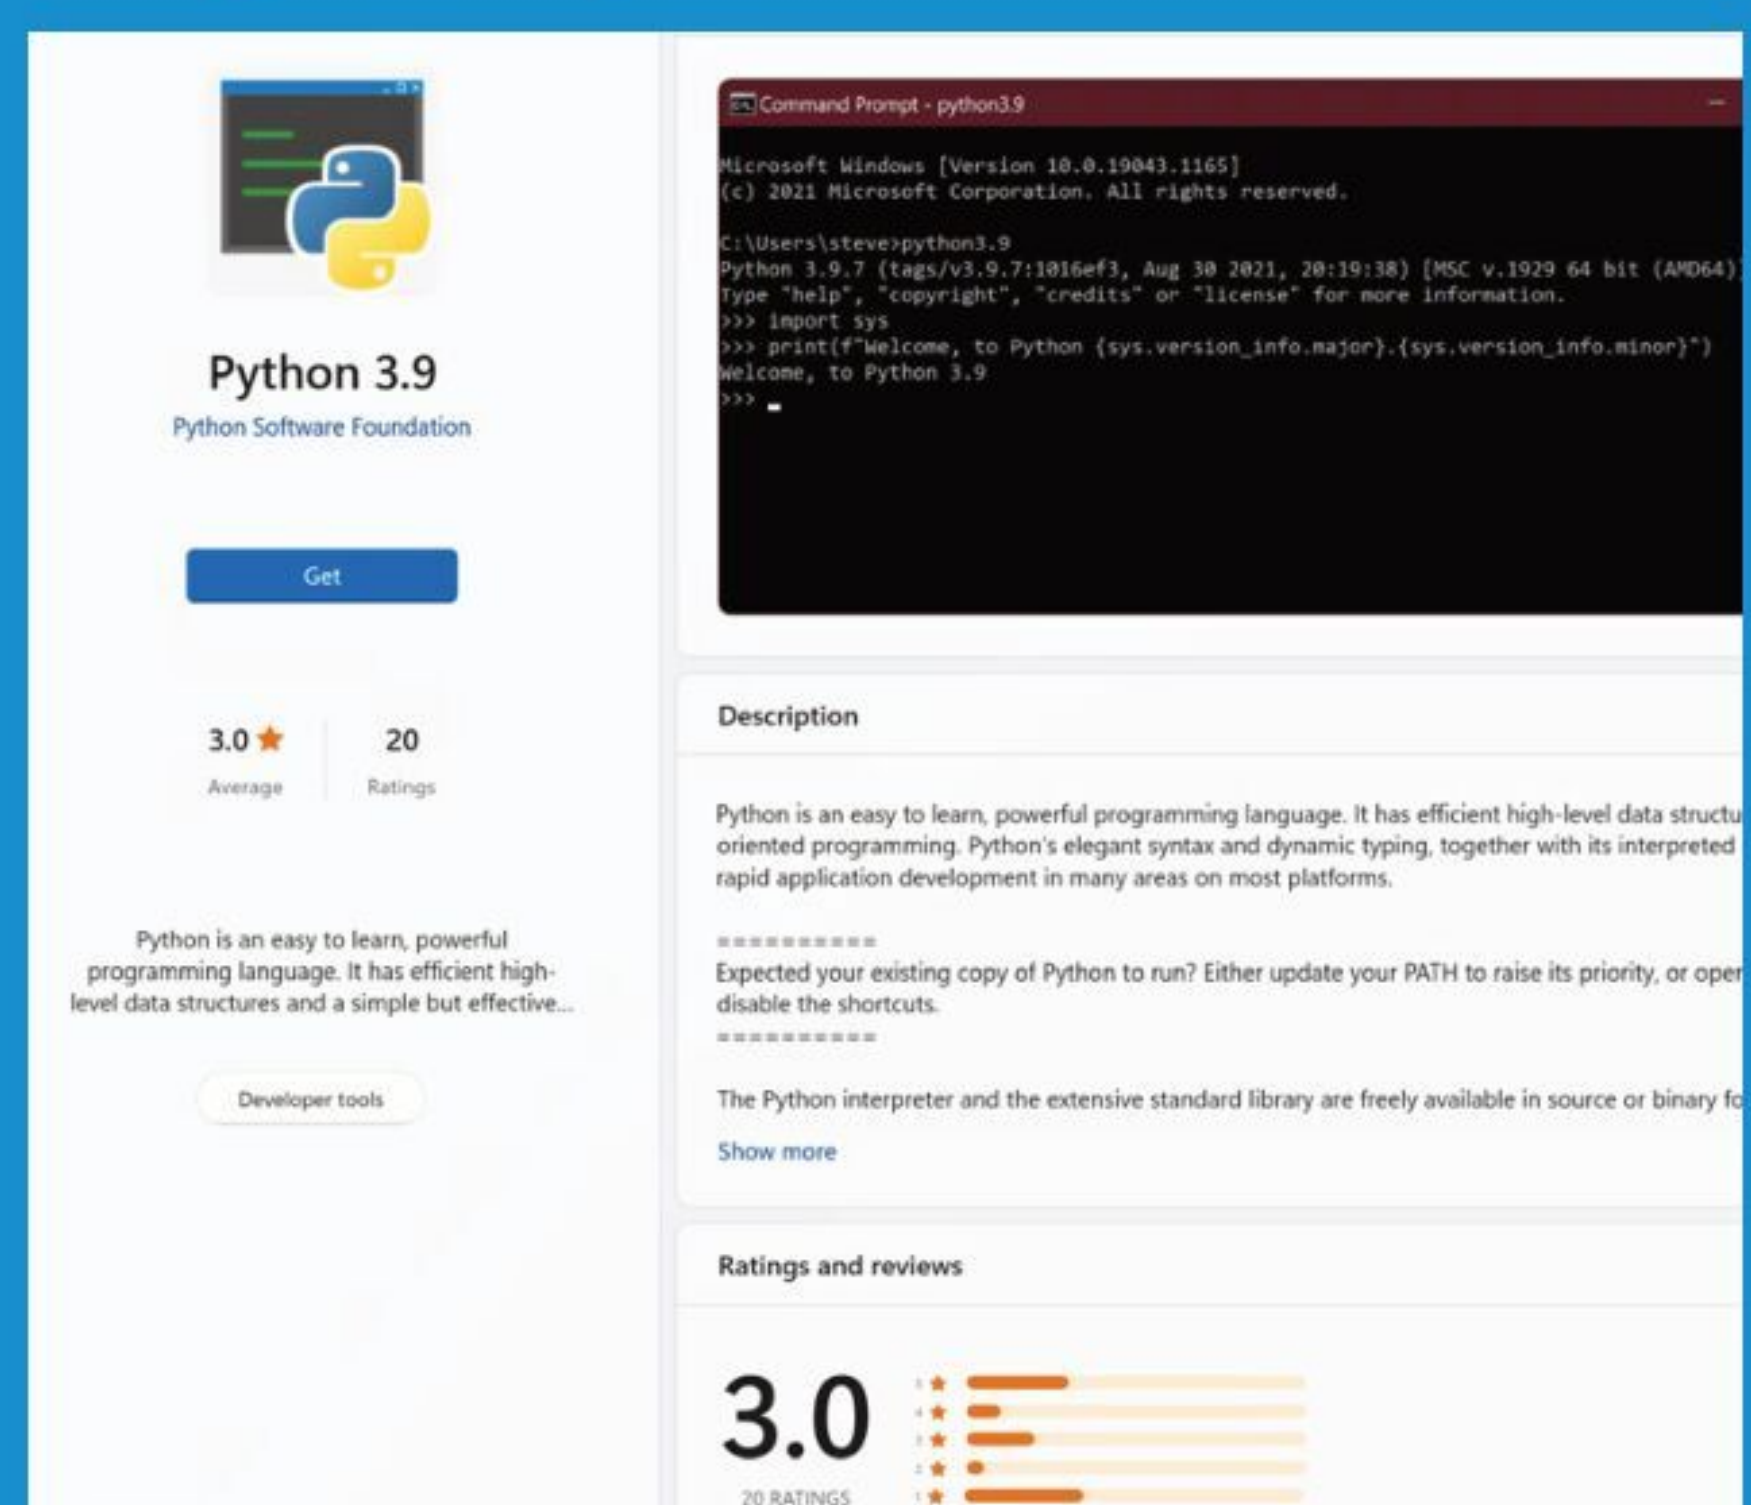 Python 3.9
Python Software Foundation
Get
3.0
Average
20
Ratings
Python is an easy to learn, powerful
programming language. It has efficient high-
level data structures and a simple but effective...
Developer tools
Command Prompt - python3.9
Microsoft Windows [Version 10.0.19043.1165]
(c) 2021 Microsoft Corporation. All rights reserved.
C:\Users\steve>python3.9
Python 3.9.7 (tags/v3.9.7:1016ef3, Aug 30 2021, 20:19:38) [MSC v.1929 64 bit (AMD64)]
Type "help", "copyright", "credits" or "license" for more information.
>>> import sys
>>> print(f"Welcome, to Python {sys.version_info.major}.{sys.version_info.minor}")
Welcome, to Python 3.9
>>> _
Description
Python is an easy to learn, powerful programming language. It has efficient high-level data structu
oriented programming. Python's elegant syntax and dynamic typing, together with its interpreted
rapid application development in many areas on most platforms.
==========
Expected your existing copy of Python to run? Either update your PATH to raise its priority, or oper
disable the shortcuts.
==========
The Python interpreter and the extensive standard library are freely available in source or binary fo
Show more
Ratings and reviews
3.0
20 RATINGS